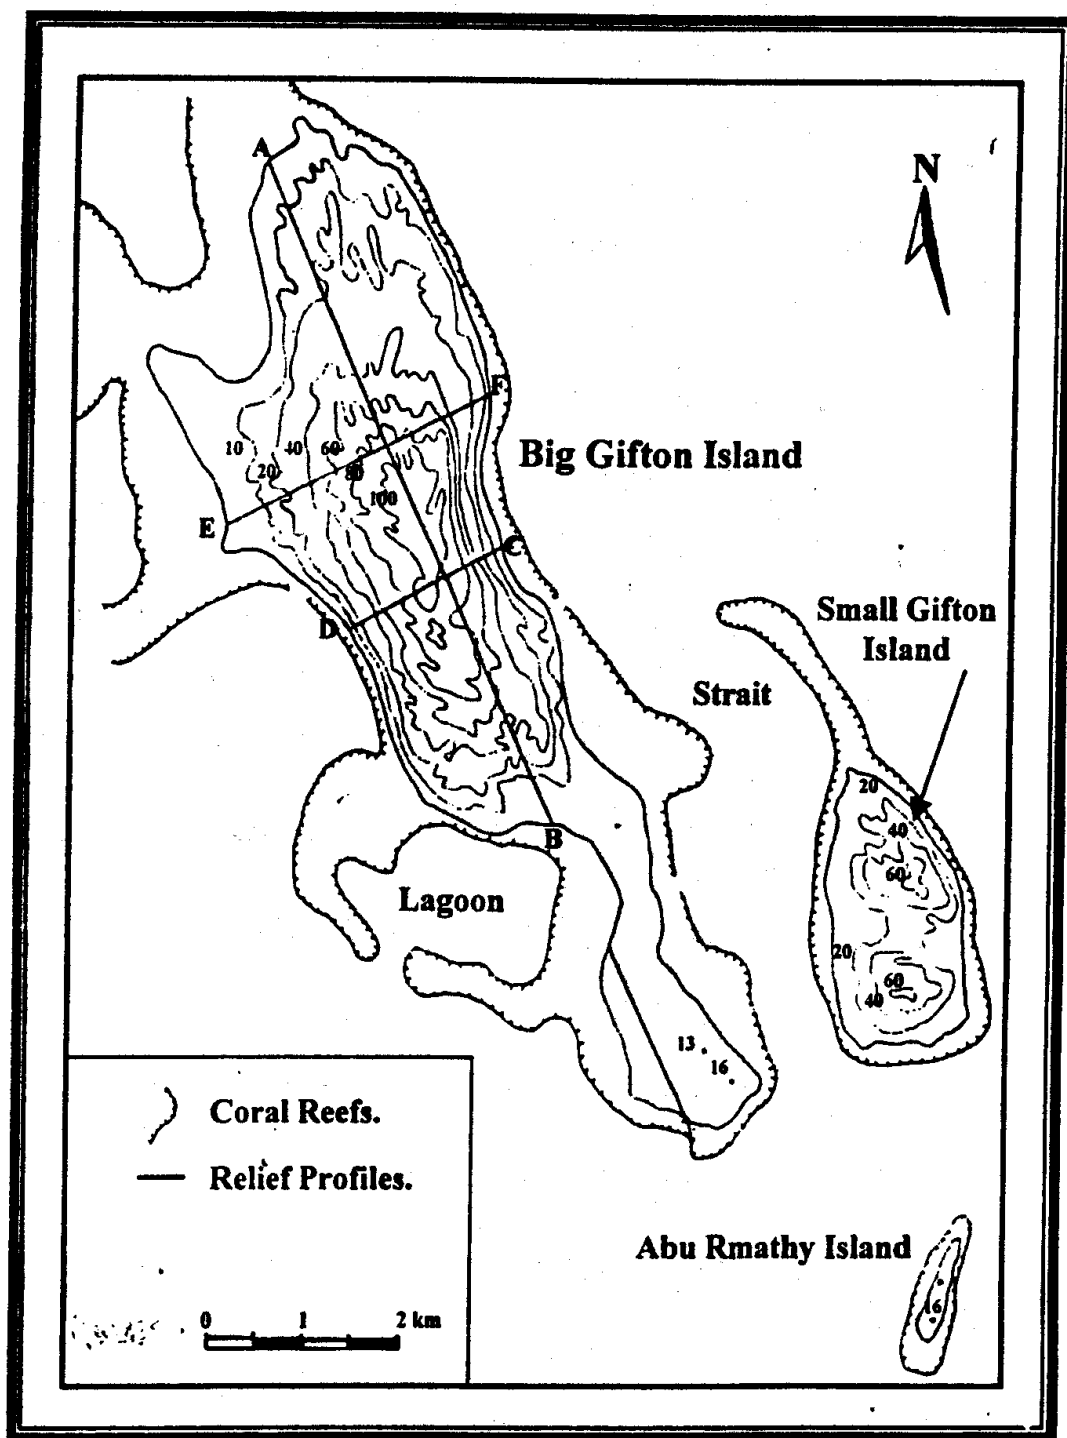 A
N
F
Big Gifton Island
10
40
60
20
80
100
E
C
D
Small Gifton
Island
Strait
20
40
B
60
Lagoon
20
60
40
13
16
Coral Reefs.
Relief Profiles.
Abu Rmathy Island
16
0 1 2 km